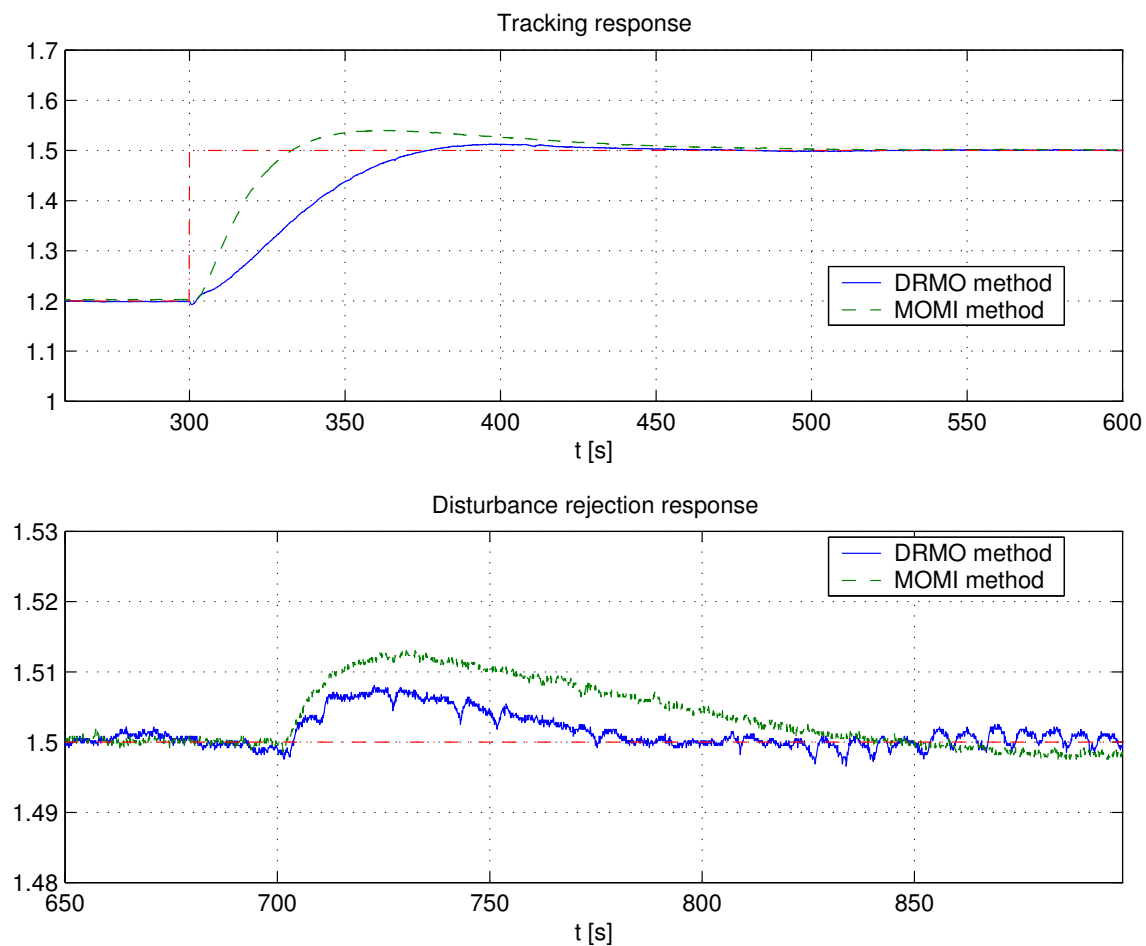 Tracking response
1.7
1.6
1.5
1.4
1.3
1.2
1.1
1
DRMO method
MOMI method
300 350 400 450 500 550 600
t [s]
Disturbance rejection response
1.53
1.52
1.51
1.5
1.49
1.48
DRMO method
MOMI method
650 700 750 800 850
t [s]